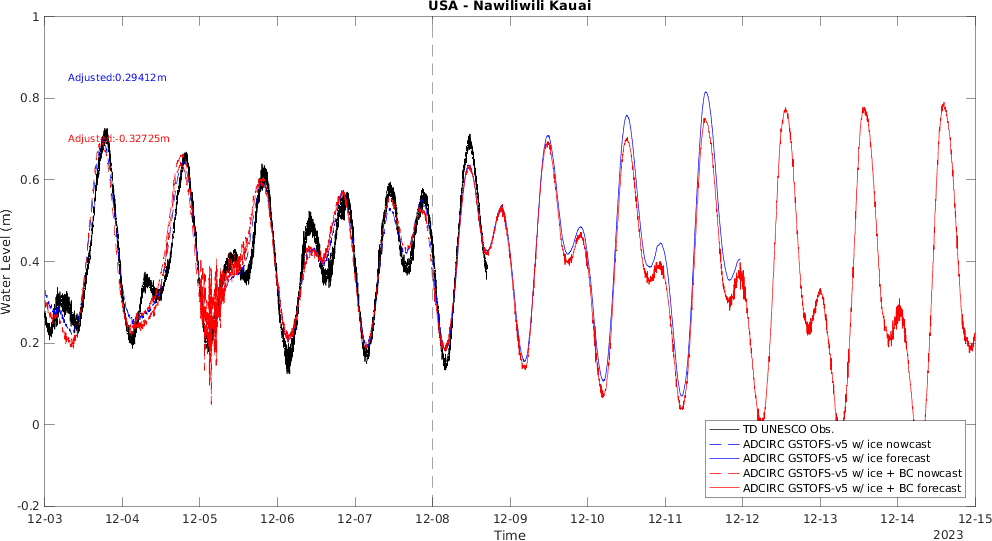 USA - Nawiliwili Kauai
1
0.8
0.6
0.4
0.2
0
-0.2
Water Level (m)
Adjusted:0.29412m
Adjusted:-0.32725m
TD UNESCO Obs.
ADCIRC GSTOFS-v5 w/ ice nowcast
ADCIRC GSTOFS-v5 w/ ice forecast
ADCIRC GSTOFS-v5 w/ ice + BC nowcast
ADCIRC GSTOFS-v5 w/ ice + BC forecast
12-03 12-04 12-05 12-06 12-07 12-08 12-09 12-10 12-11 12-12 12-13 12-14 12-15
Time
2023